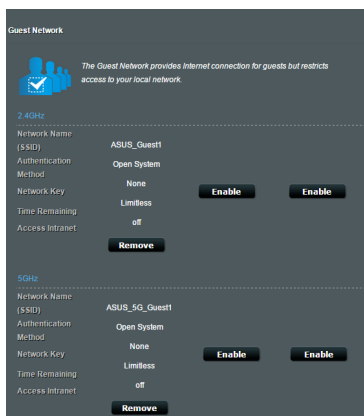 Guest Network
The Guest Network provides Internet connection for guests but restricts
access to your local network.
2.4GHz
Network Name
(SSID)
ASUS_Guest1
Authentication
Method
Open System
Network Key
None
Enable
Enable
Time Remaining
Limitless
Access Intranet
off
Remove
5GHz
Network Name
(SSID)
ASUS_5G_Guest1
Authentication
Method
Open System
Network Key
None
Enable
Enable
Time Remaining
Limitless
Access Intranet
off
Remove